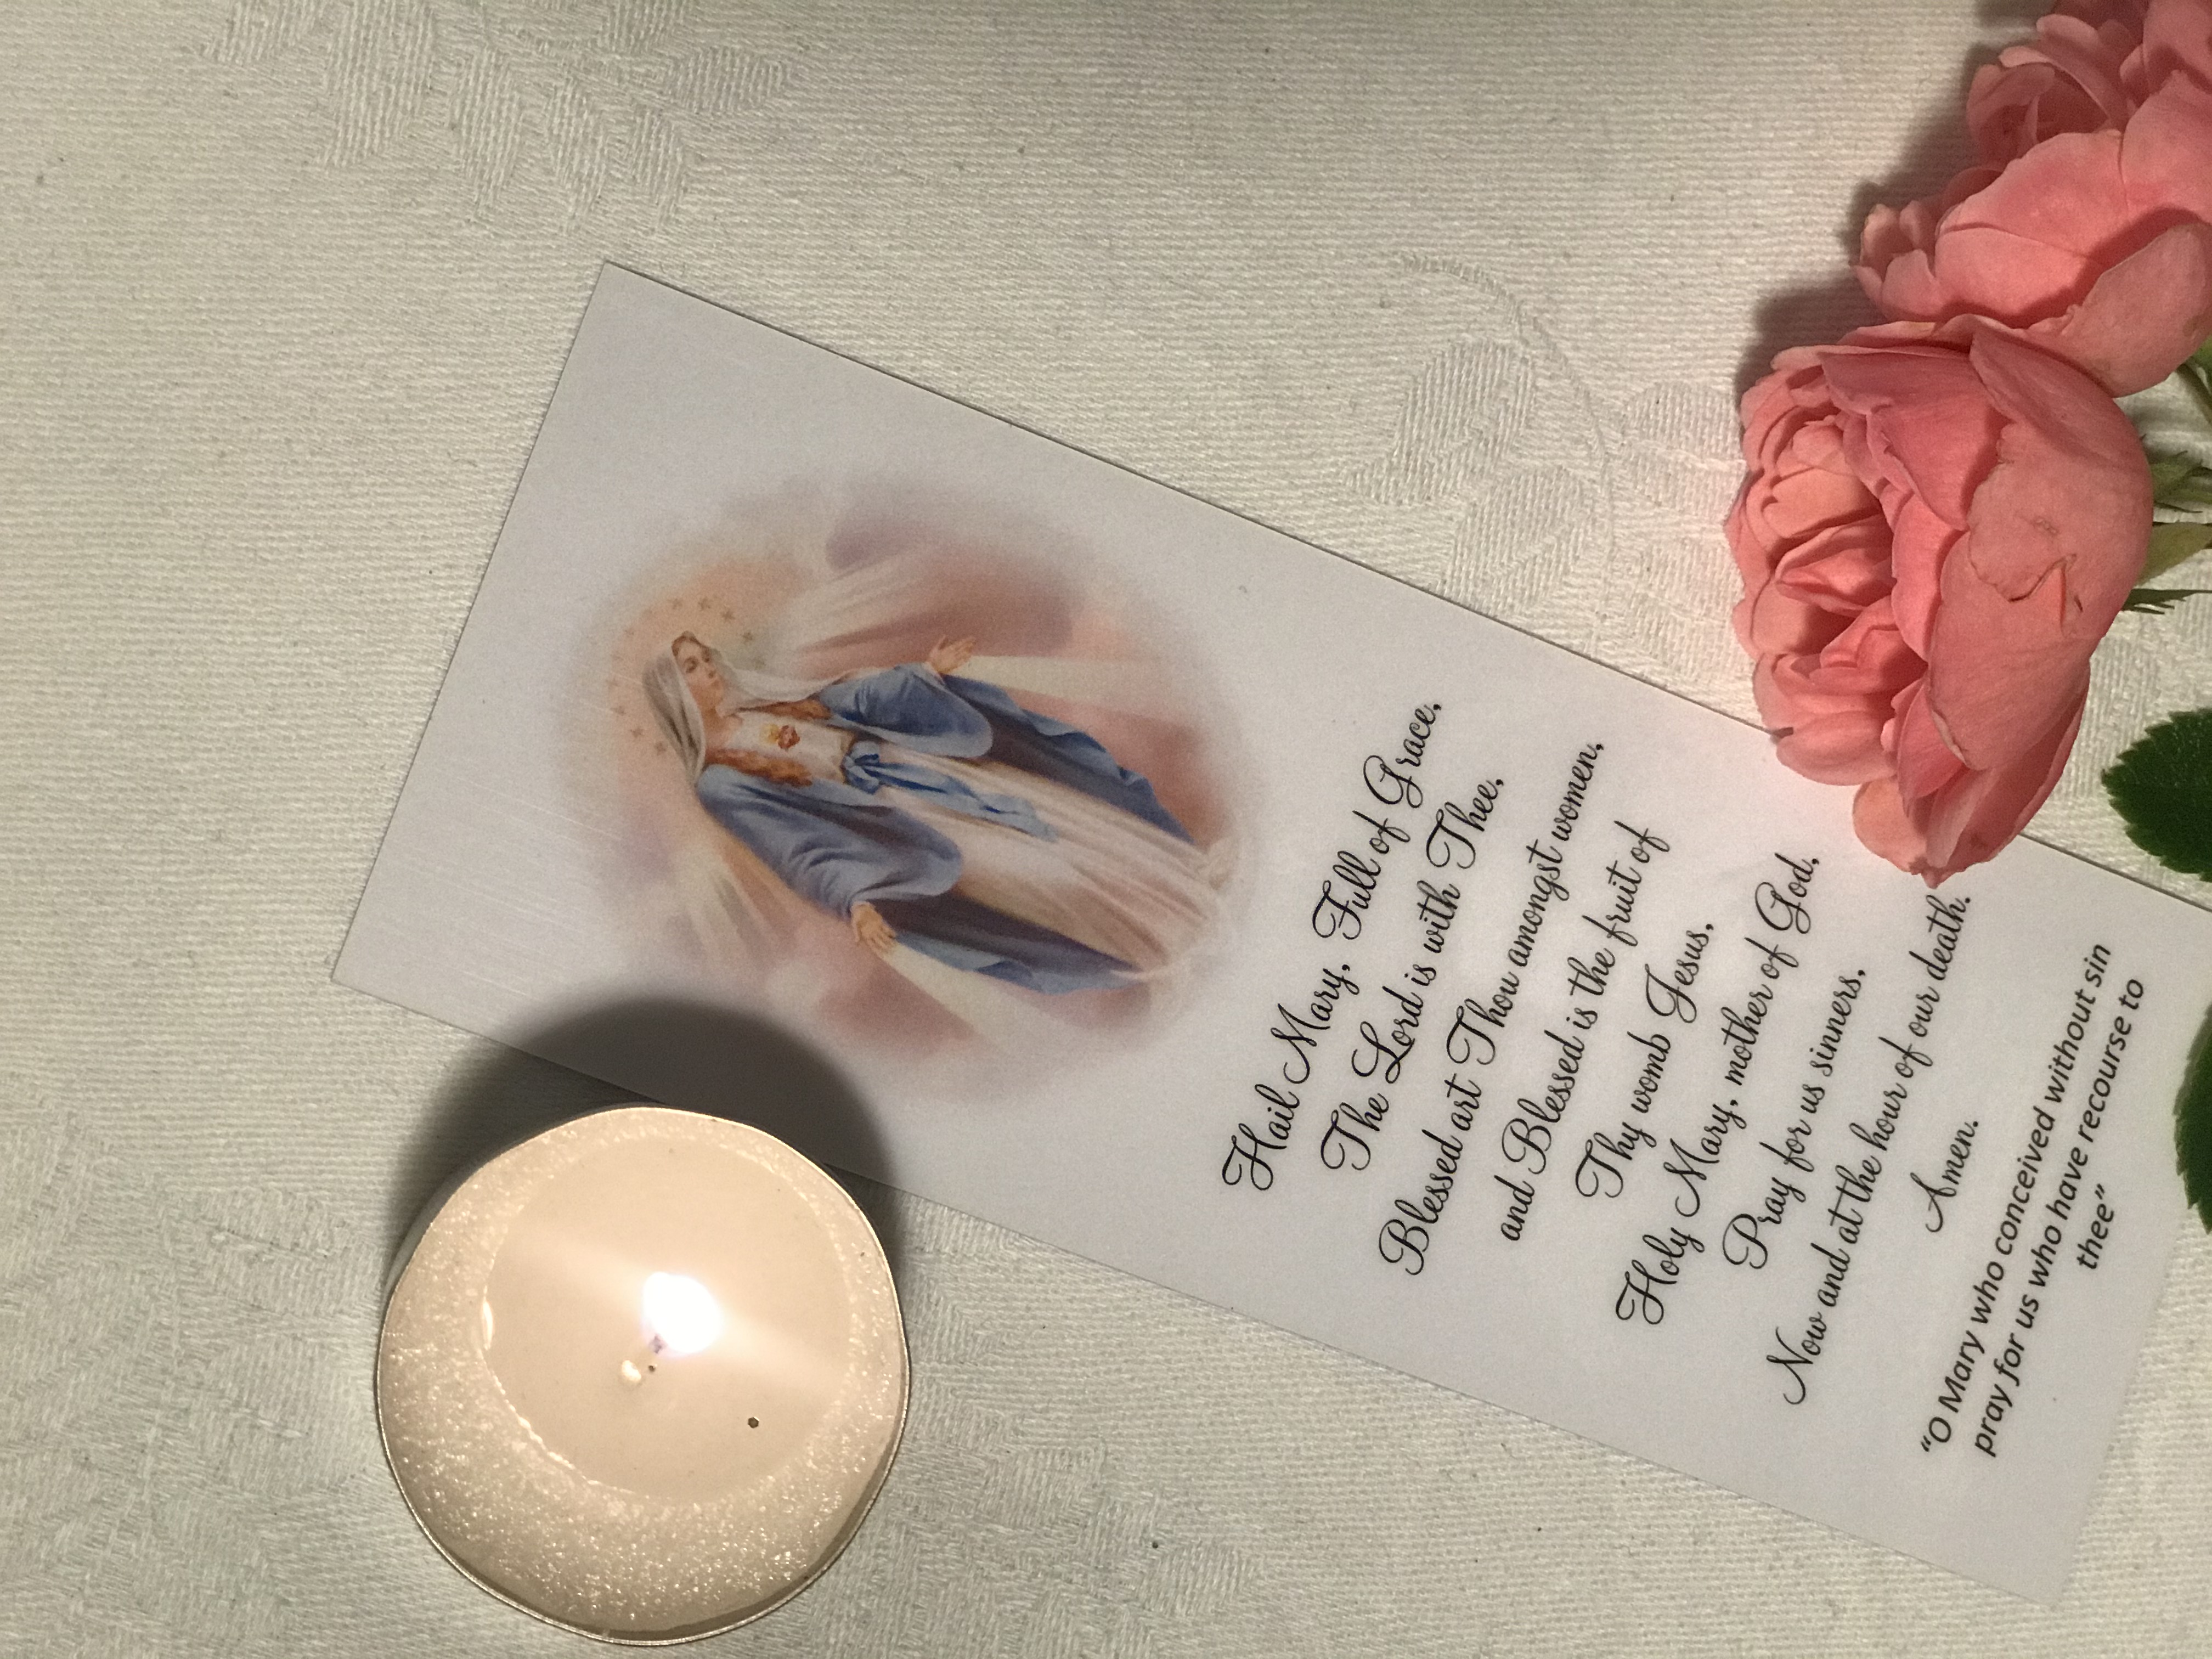 Hail Mary, Full of Grace,
The Lord is with Thee,
Blessed art Thou amongst women,
and Blessed is the fruit of
Thy womb Jesus,
Holy Mary, mother of God,
Pray for us sinners,
Now and at the hour of our death.
Amen.
“O Mary who conceived without sin
pray for us who have recourse to
thee”